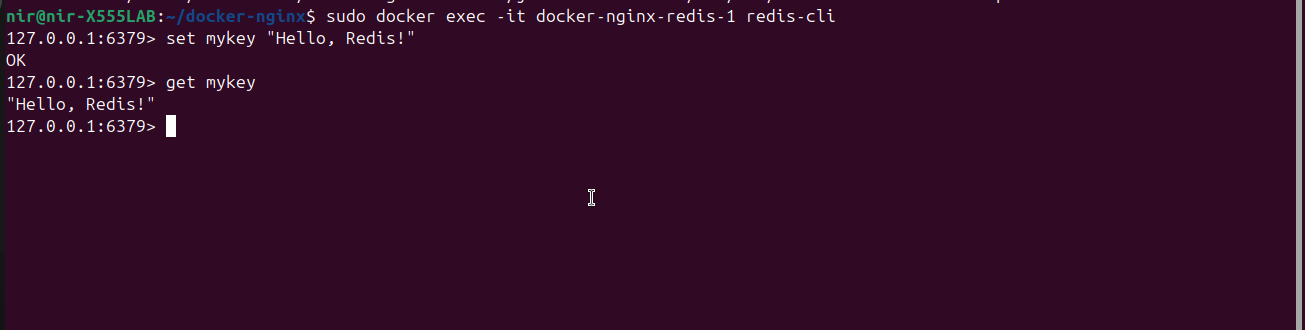 nir@nir-X555LAB:~/docker-nginx$ sudo docker exec -it docker-nginx-redis-1 redis-cli
127.0.0.1:6379> set mykey "Hello, Redis!"
OK
127.0.0.1:6379> get mykey
"Hello, Redis!"
127.0.0.1:6379>